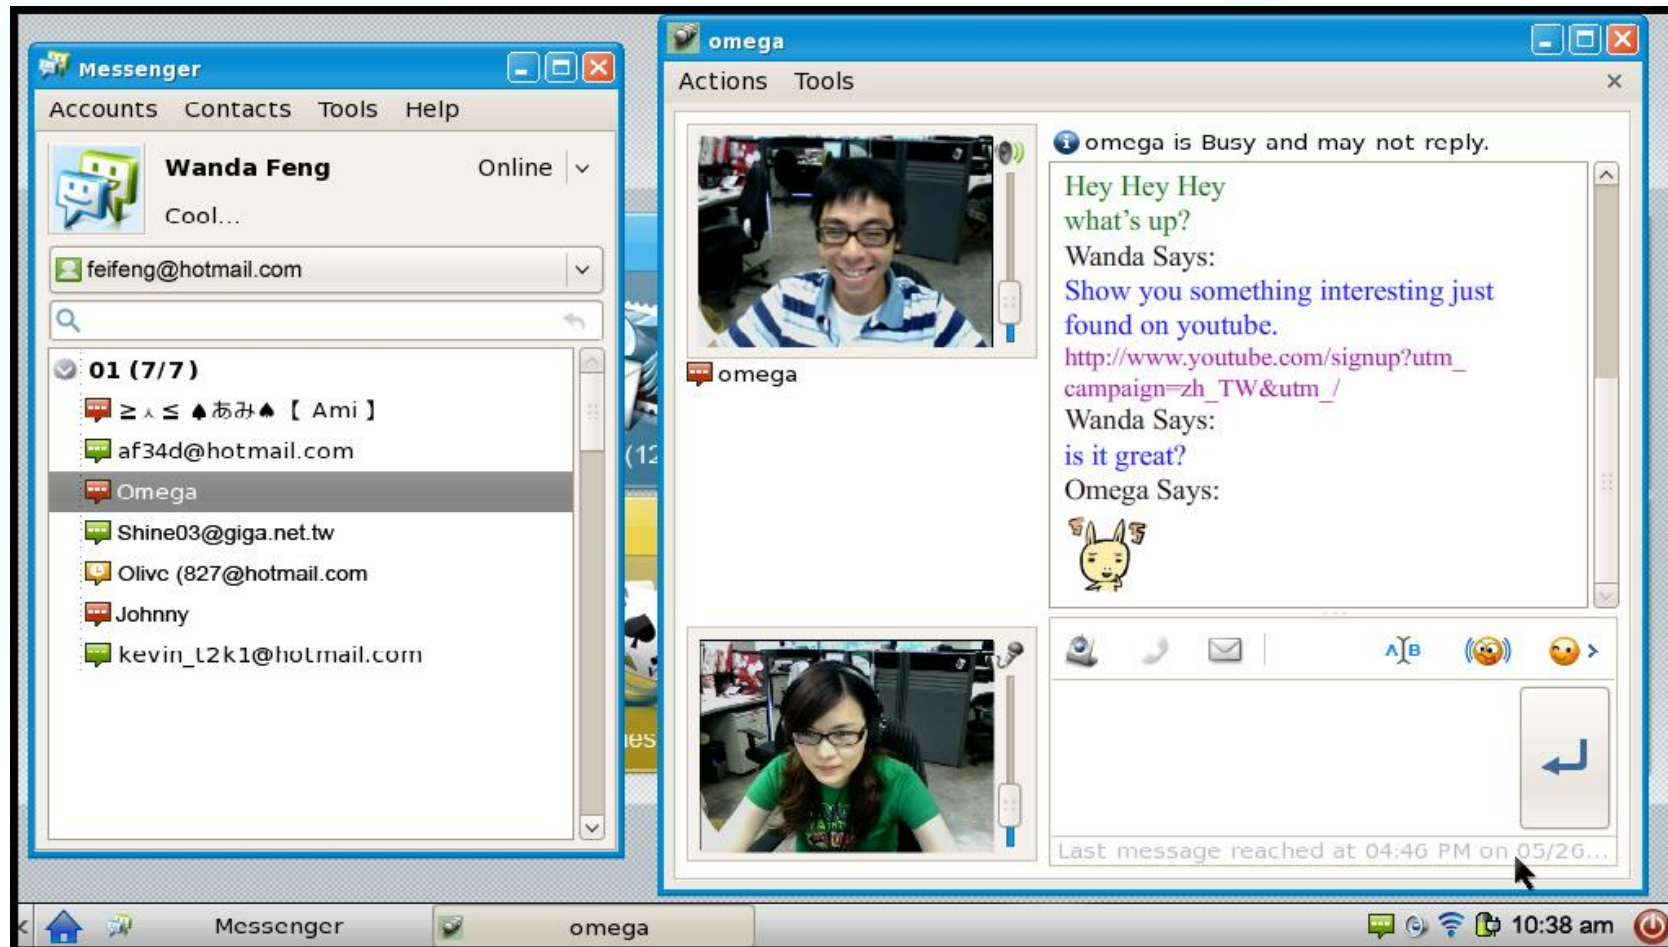 Messenger
Accounts Contacts Tools Help
Wanda Feng Online
Cool...
feifeng@hotmail.com
01 (7/7)
≥⋏≤ ♠あみ♠【 Ami 】
af34d@hotmail.com
Omega
Shine03@giga.net.tw
Olivc (827@hotmail.com
Johnny
kevin_t2k1@hotmail.com
(12
omega
Actions Tools
omega
omega is Busy and may not reply.
Hey Hey Hey
what's up?
Wanda Says:
Show you something interesting just
found on youtube.
http://www.youtube.com/signup?utm_
campaign=zh_TW&utm_/
Wanda Says:
is it great?
Omega Says:
A B
Last message reached at 04:46 PM on 05/26...
Messenger omega 10:38 am